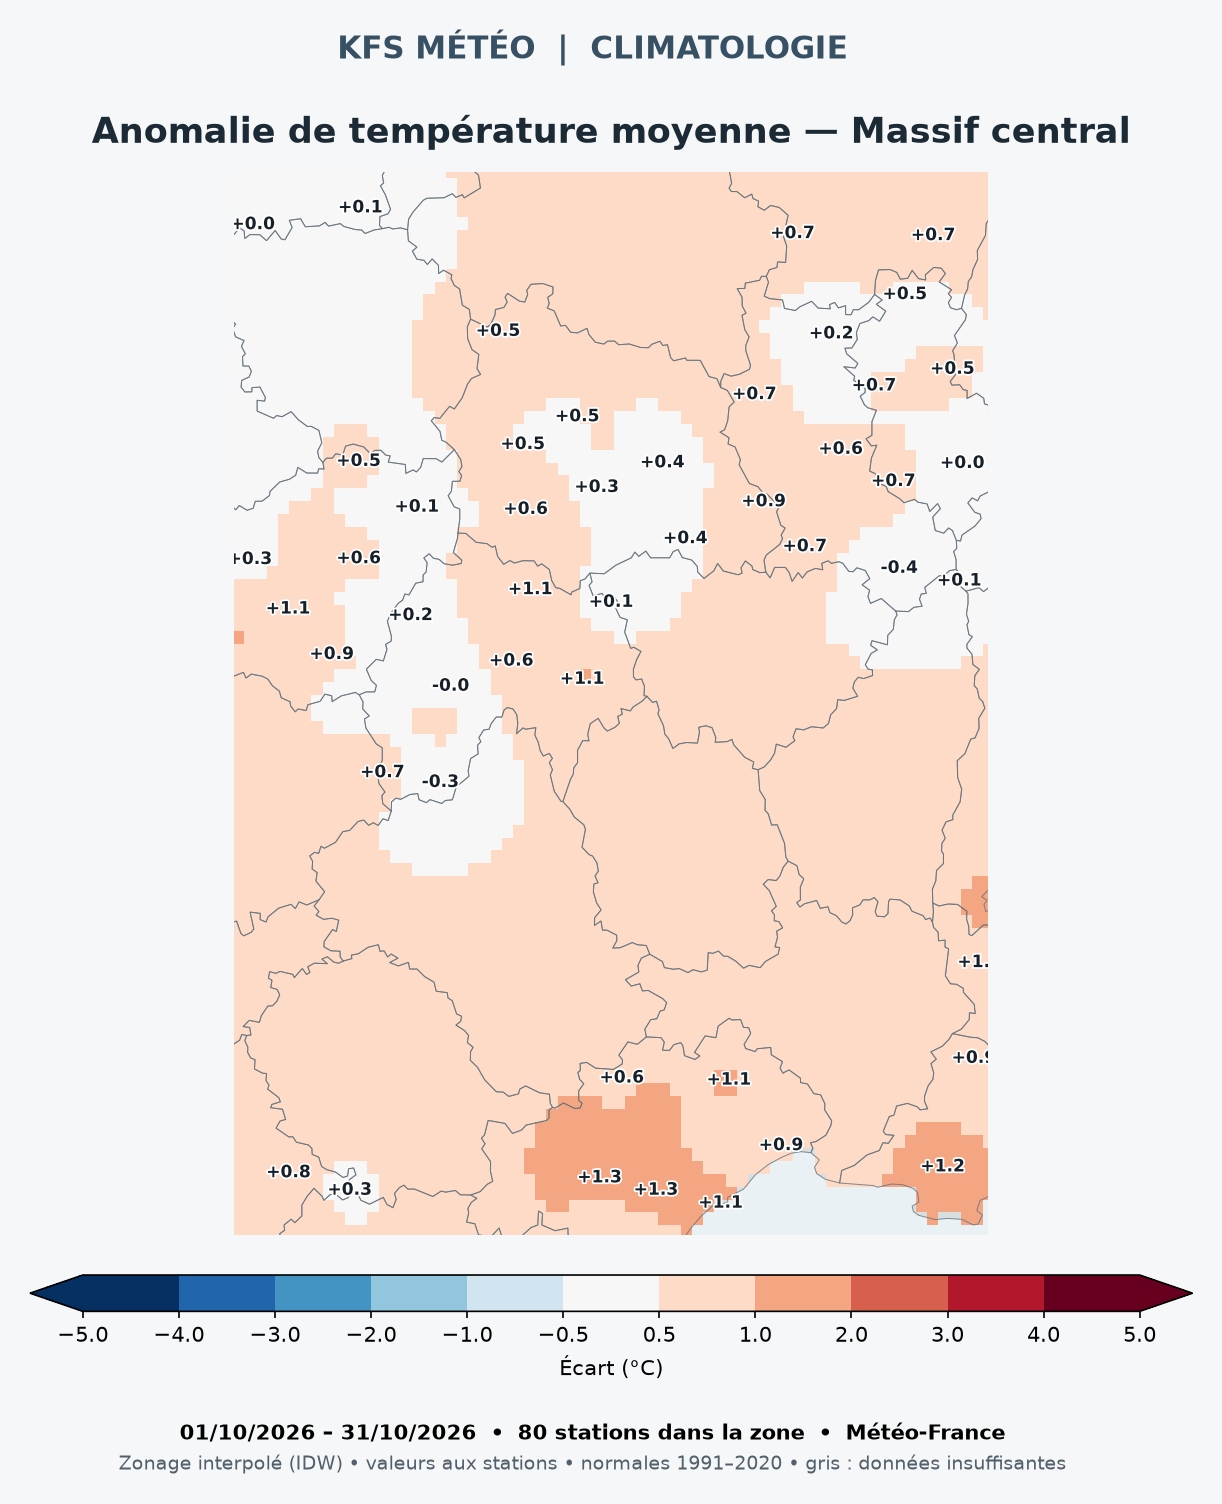 KFS MÉTÉO | CLIMATOLOGIE
Anomalie de température moyenne — Massif central
+0.1
+0.0
+0.7 +0.7
+0.5
+0.5 +0.2
+0.5
+0.7 +0.7
+0.5
+0.5 +0.6
+0.5 +0.4 +0.0
+0.3 +0.7
+0.1 +0.6 +0.9
+0.4 +0.7
+0.3 +0.6 -0.4
+0.1
+1.1 +0.1
+1.1 +0.2
+0.9 +0.6
-0.0 +1.1
+0.7 -0.3
+1.
+0.9
+0.6 +1.1
+0.9
+0.8 +1.2
+0.3 +1.3 +1.3
+1.1
−5.0 −4.0 −3.0 −2.0 −1.0 −0.5 0.5 1.0 2.0 3.0 4.0 5.0
Écart (°C)
01/10/2026 – 31/10/2026 • 80 stations dans la zone • Météo-France
Zonage interpolé (IDW) • valeurs aux stations • normales 1991–2020 • gris : données insuffisantes